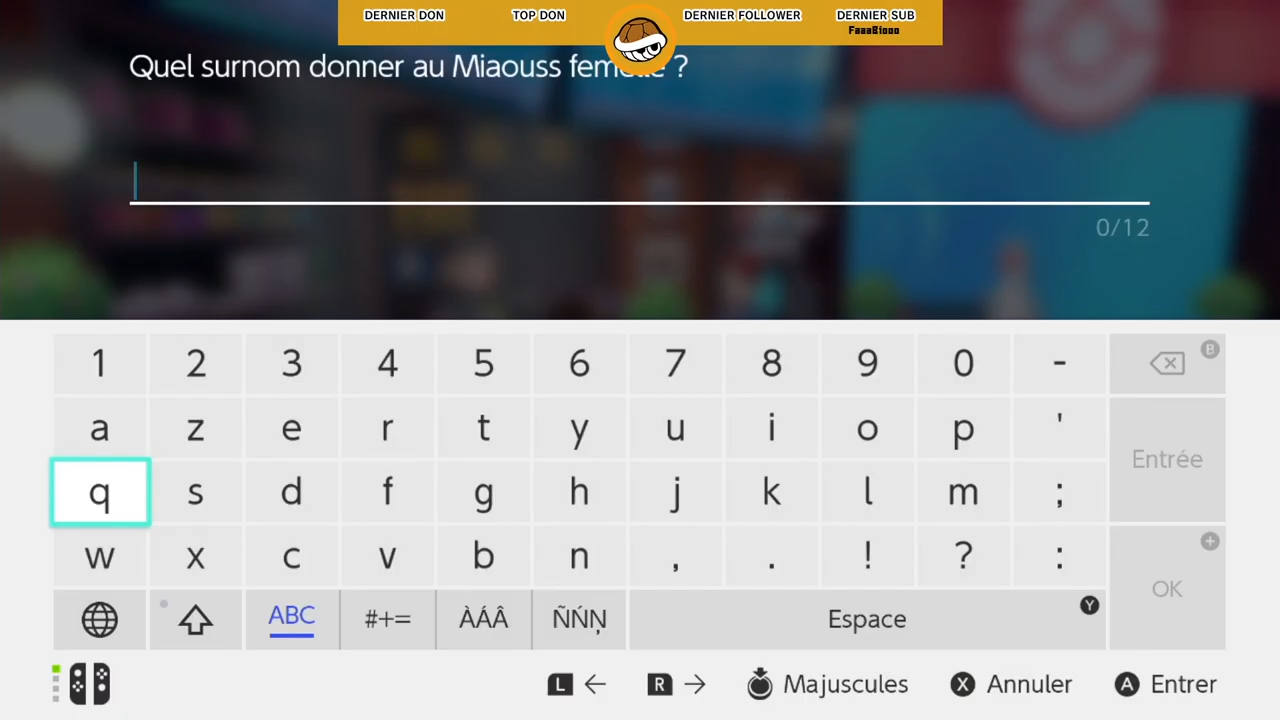 DERNIER DON TOP DON DERNIER FOLLOWER DERNIER SUB
FaaaBiooo
Quel surnom donner au Miaouss femelle ?
0/12
1 2 3 4 5 6 7 8 9 0 - B
a z e r t y u i o p '
Entrée
q s d f g h j k l m ;
w x c v b n , . ! ? : +
OK
ABC #+= ÀÁÂ ÑŃŅ Espace Y
L ← R → Majuscules X Annuler A Entrer